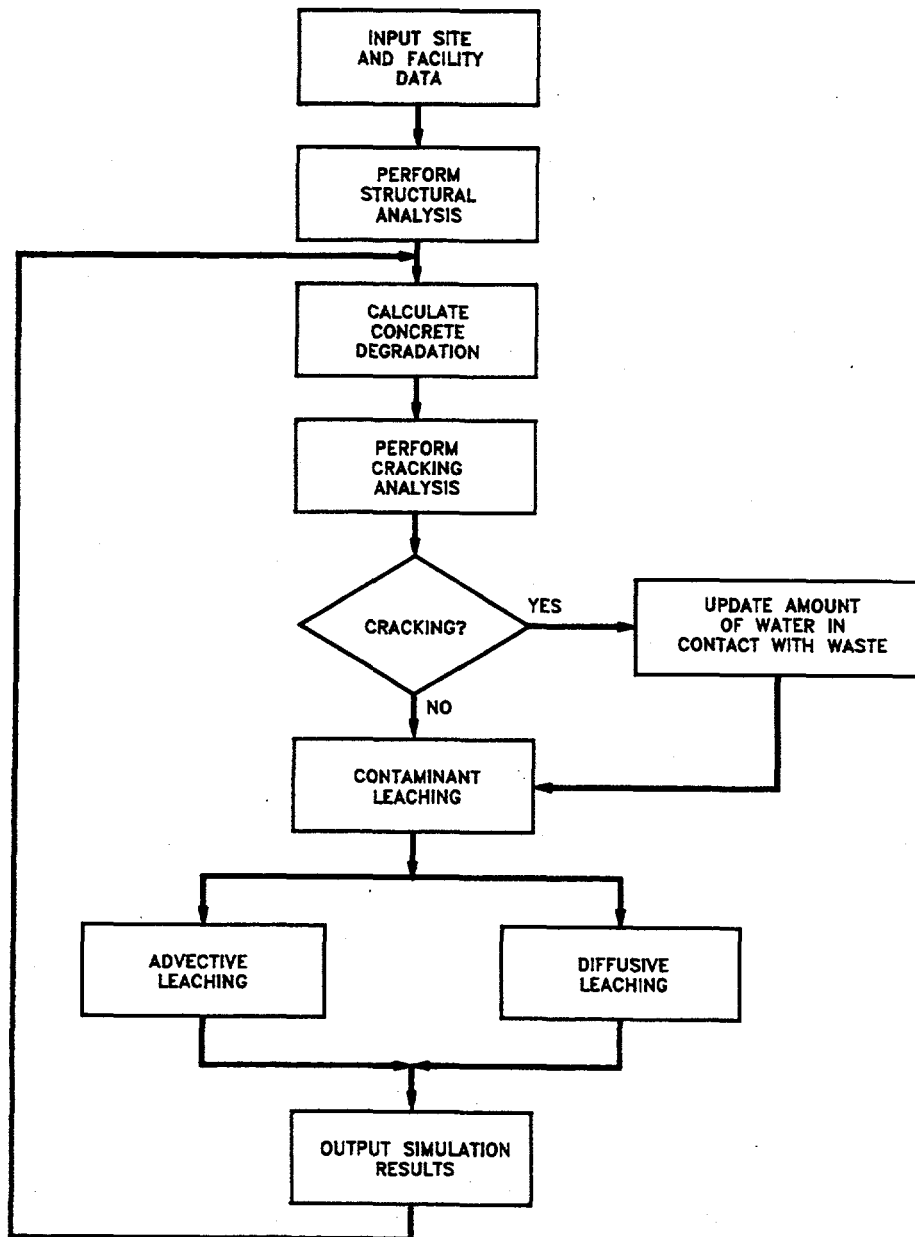 INPUT SITE
AND FACILITY
DATA
PERFORM
STRUCTURAL
ANALYSIS
CALCULATE
CONCRETE
DEGRADATION
PERFORM
CRACKING
ANALYSIS
CRACKING?
YES
UPDATE AMOUNT
OF WATER IN
CONTACT WITH WASTE
NO
CONTAMINANT
LEACHING
ADVECTIVE
LEACHING
DIFFUSIVE
LEACHING
OUTPUT SIMULATION
RESULTS